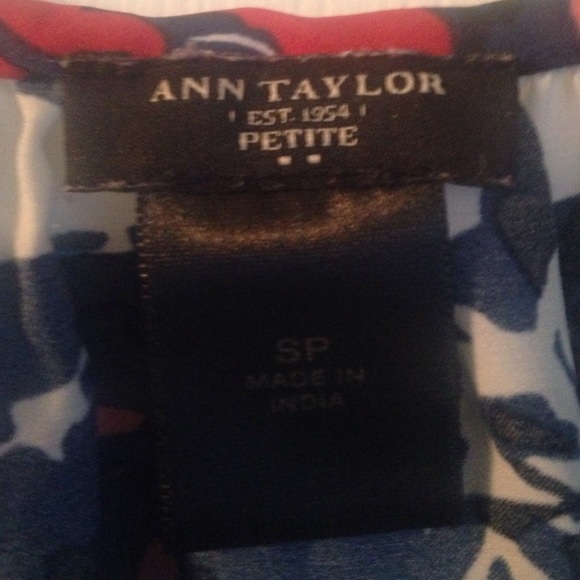 ANN TAYLOR
EST. 1954
PETITE
SP
MADE IN
INDIA